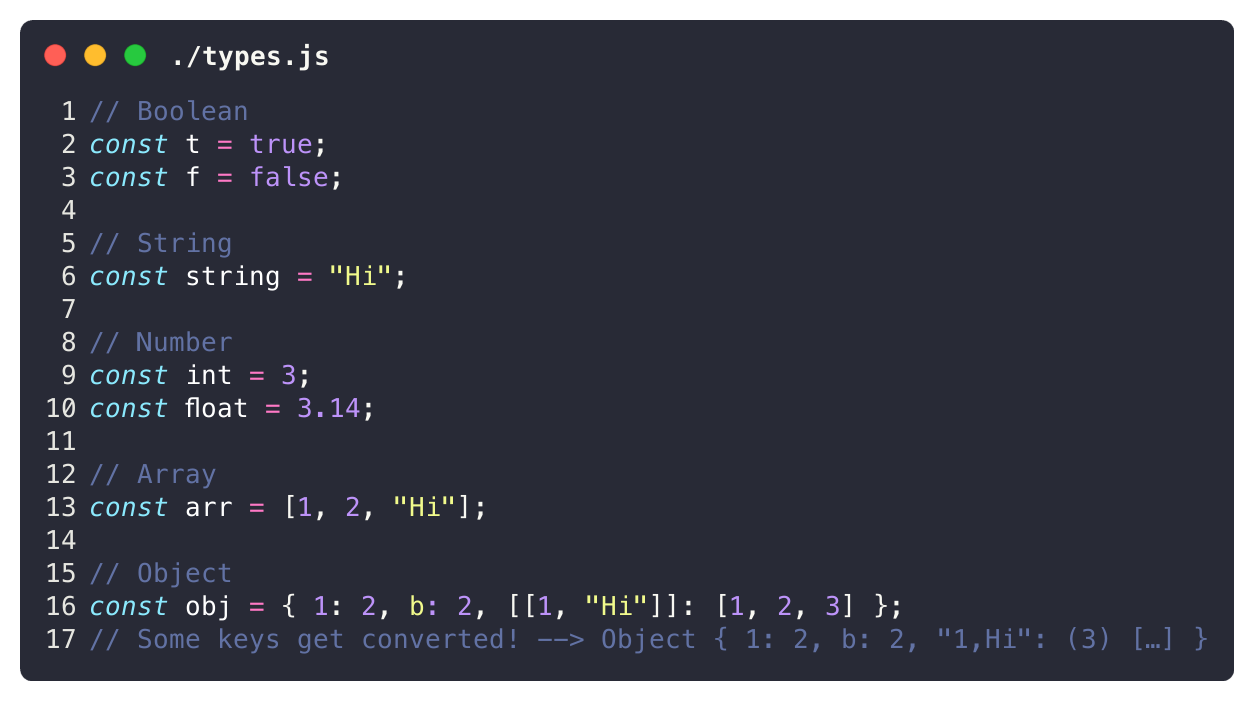 ./types.js
1 // Boolean
2 const t = true;
3 const f = false;
4
5 // String
6 const string = "Hi";
7
8 // Number
9 const int = 3;
10 const float = 3.14;
11
12 // Array
13 const arr = [1, 2, "Hi"];
14
15 // Object
16 const obj = { 1: 2, b: 2, [[1, "Hi"]]: [1, 2, 3] };
17 // Some keys get converted! --> Object { 1: 2, b: 2, "1,Hi": (3) […] }